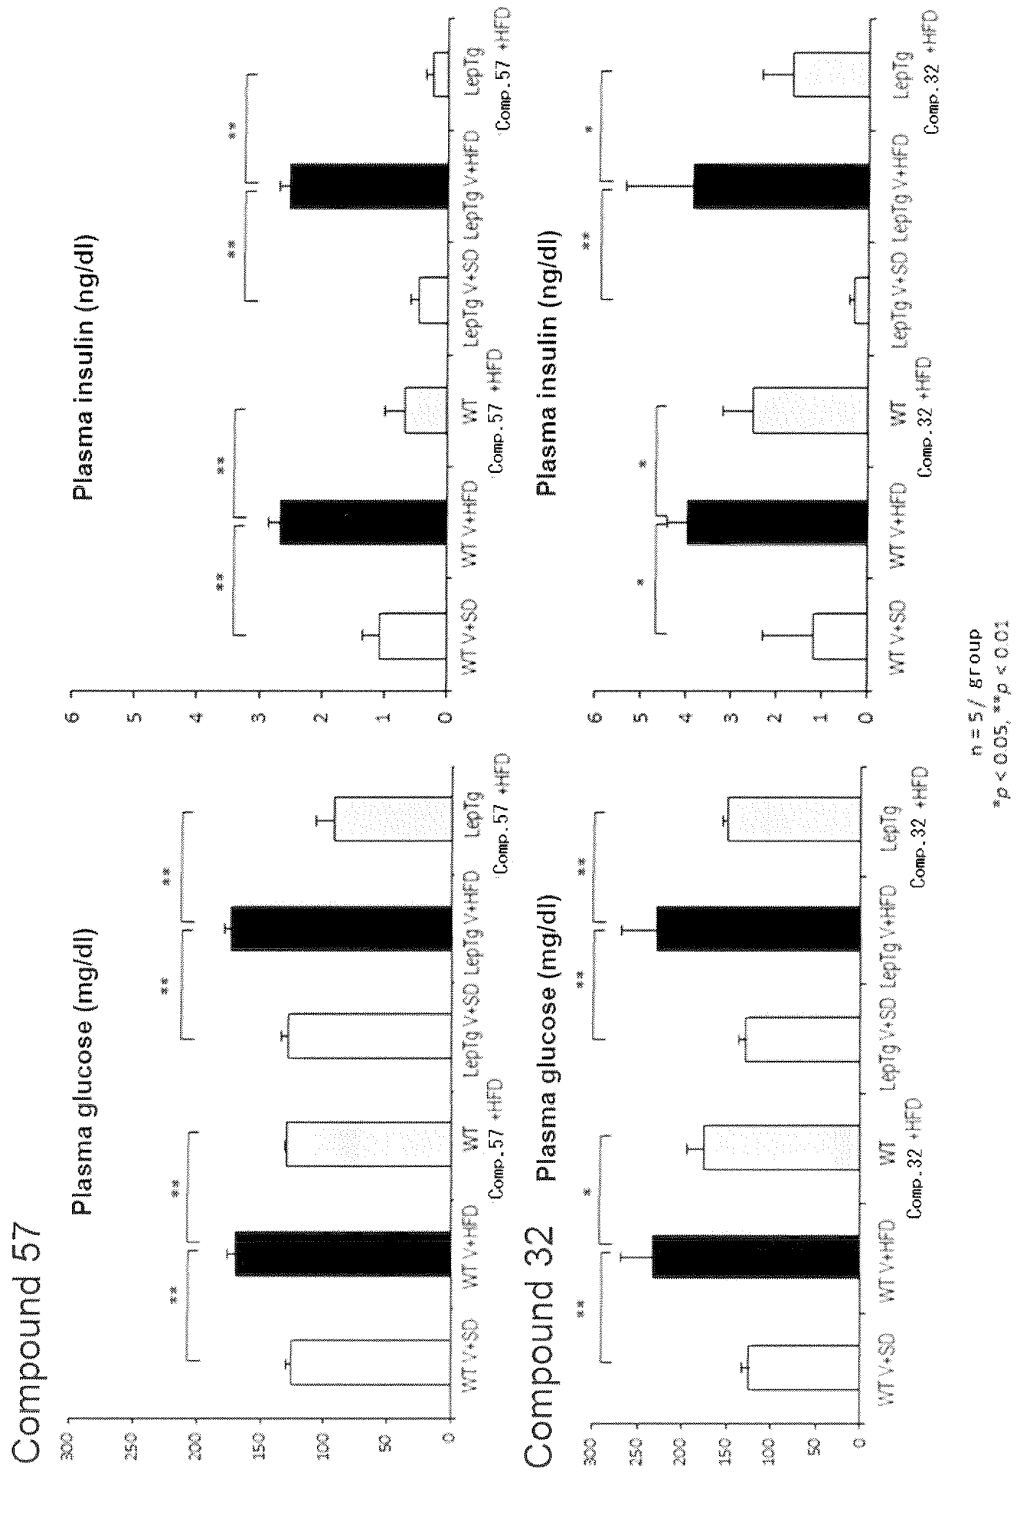 Compound 57
Plasma glucose (mg/dl)
300
250
200
150
100
50
0
**
**
**
**
WT V+SD
WT V+HFD
WT
Comp.57 +HFD
LepTg V+SD
LepTg V+HFD
LepTg
Comp.57 +HFD
Plasma insulin (ng/dl)
6
5
4
3
2
1
0
**
**
**
**
WT V+SD
WT V+HFD
WT
Comp.57 +HFD
LepTg V+SD
LepTg V+HFD
LepTg
Comp.57 +HFD
Compound 32
Plasma glucose (mg/dl)
300
250
200
150
100
50
0
**
*
**
**
WT V+SD
WT V+HFD
WT
Comp.32 +HFD
LepTg V+SD
LepTg V+HFD
LepTg
Comp.32 +HFD
Plasma insulin (ng/dl)
6
5
4
3
2
1
0
*
*
**
*
WT V+SD
WT V+HFD
WT
Comp.32 +HFD
LepTg V+SD
LepTg V+HFD
LepTg
Comp.32 +HFD
n = 5 / group
*p < 0.05, **p < 0.01